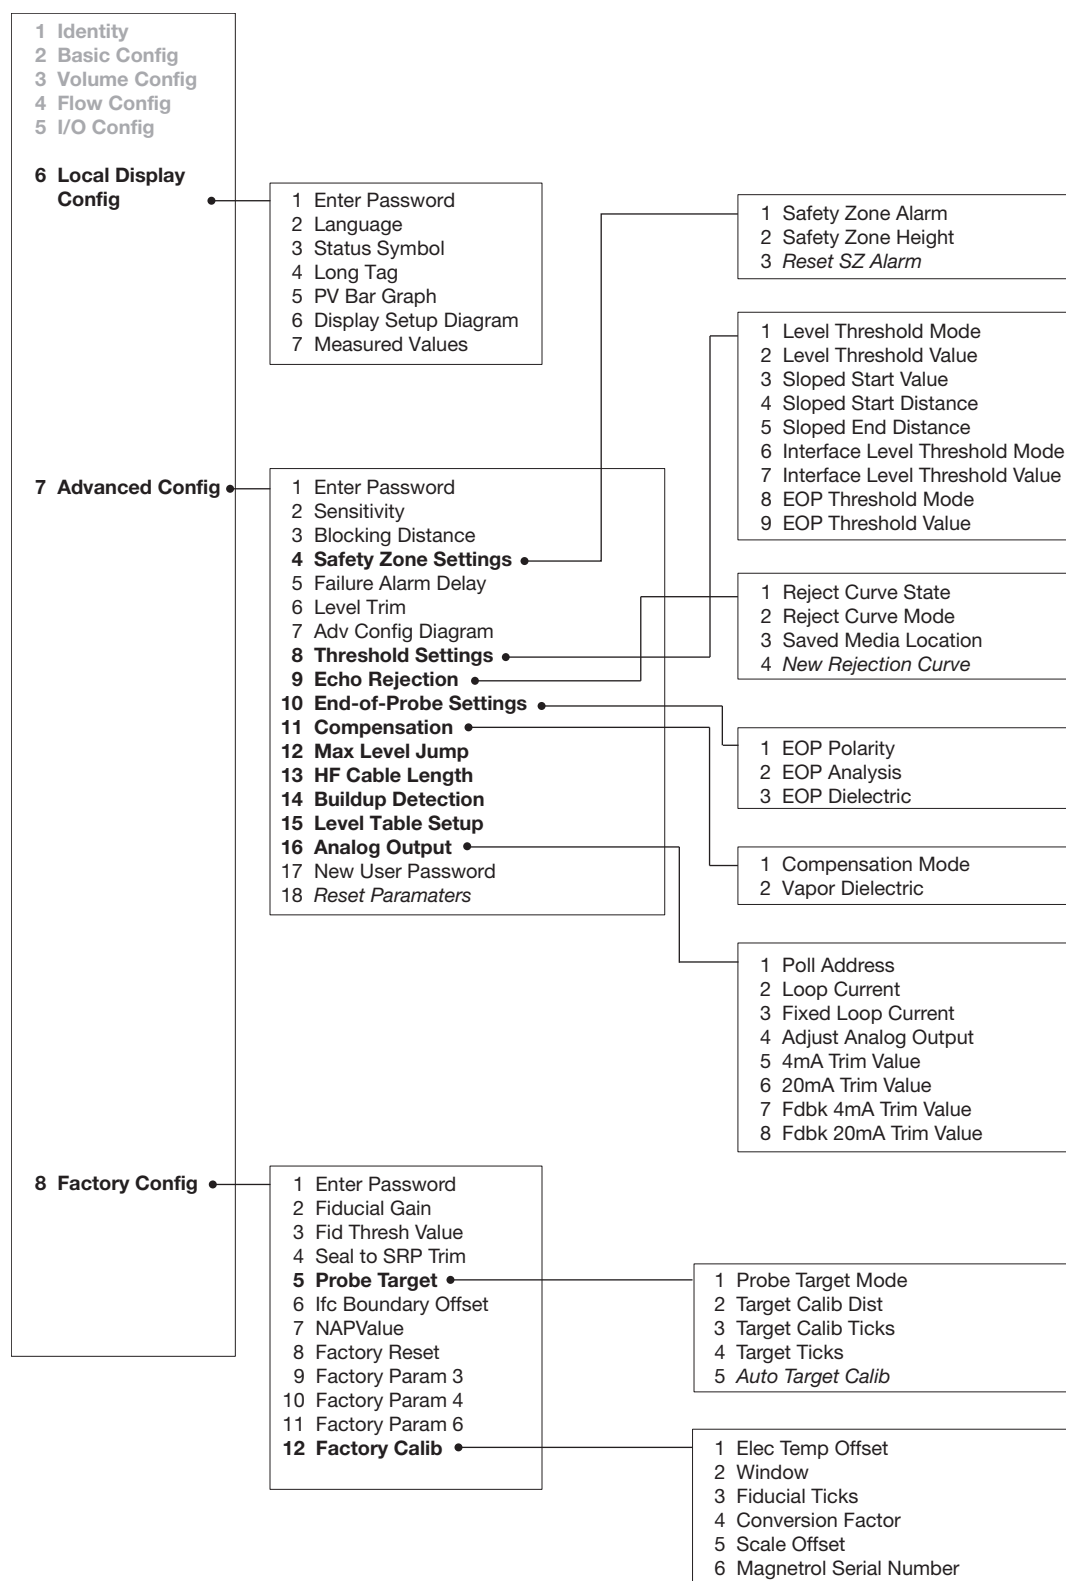 1 Identity
2 Basic Config
3 Volume Config
4 Flow Config
5 I/O Config
6 Local Display
Config
1 Enter Password
2 Language
3 Status Symbol
4 Long Tag
5 PV Bar Graph
6 Display Setup Diagram
7 Measured Values
1 Safety Zone Alarm
2 Safety Zone Height
3 Reset SZ Alarm
1 Level Threshold Mode
2 Level Threshold Value
3 Sloped Start Value
4 Sloped Start Distance
5 Sloped End Distance
6 Interface Level Threshold Mode
7 Interface Level Threshold Value
8 EOP Threshold Mode
9 EOP Threshold Value
7 Advanced Config
1 Enter Password
2 Sensitivity
3 Blocking Distance
4 Safety Zone Settings
5 Failure Alarm Delay
6 Level Trim
7 Adv Config Diagram
8 Threshold Settings
9 Echo Rejection
10 End-of-Probe Settings
11 Compensation
12 Max Level Jump
13 HF Cable Length
14 Buildup Detection
15 Level Table Setup
16 Analog Output
17 New User Password
18 Reset Paramaters
1 Reject Curve State
2 Reject Curve Mode
3 Saved Media Location
4 New Rejection Curve
1 EOP Polarity
2 EOP Analysis
3 EOP Dielectric
1 Compensation Mode
2 Vapor Dielectric
1 Poll Address
2 Loop Current
3 Fixed Loop Current
4 Adjust Analog Output
5 4mA Trim Value
6 20mA Trim Value
7 Fdbk 4mA Trim Value
8 Fdbk 20mA Trim Value
8 Factory Config
1 Enter Password
2 Fiducial Gain
3 Fid Thresh Value
4 Seal to SRP Trim
5 Probe Target
6 Ifc Boundary Offset
7 NAPValue
8 Factory Reset
9 Factory Param 3
10 Factory Param 4
11 Factory Param 6
12 Factory Calib
1 Probe Target Mode
2 Target Calib Dist
3 Target Calib Ticks
4 Target Ticks
5 Auto Target Calib
1 Elec Temp Offset
2 Window
3 Fiducial Ticks
4 Conversion Factor
5 Scale Offset
6 Magnetrol Serial Number